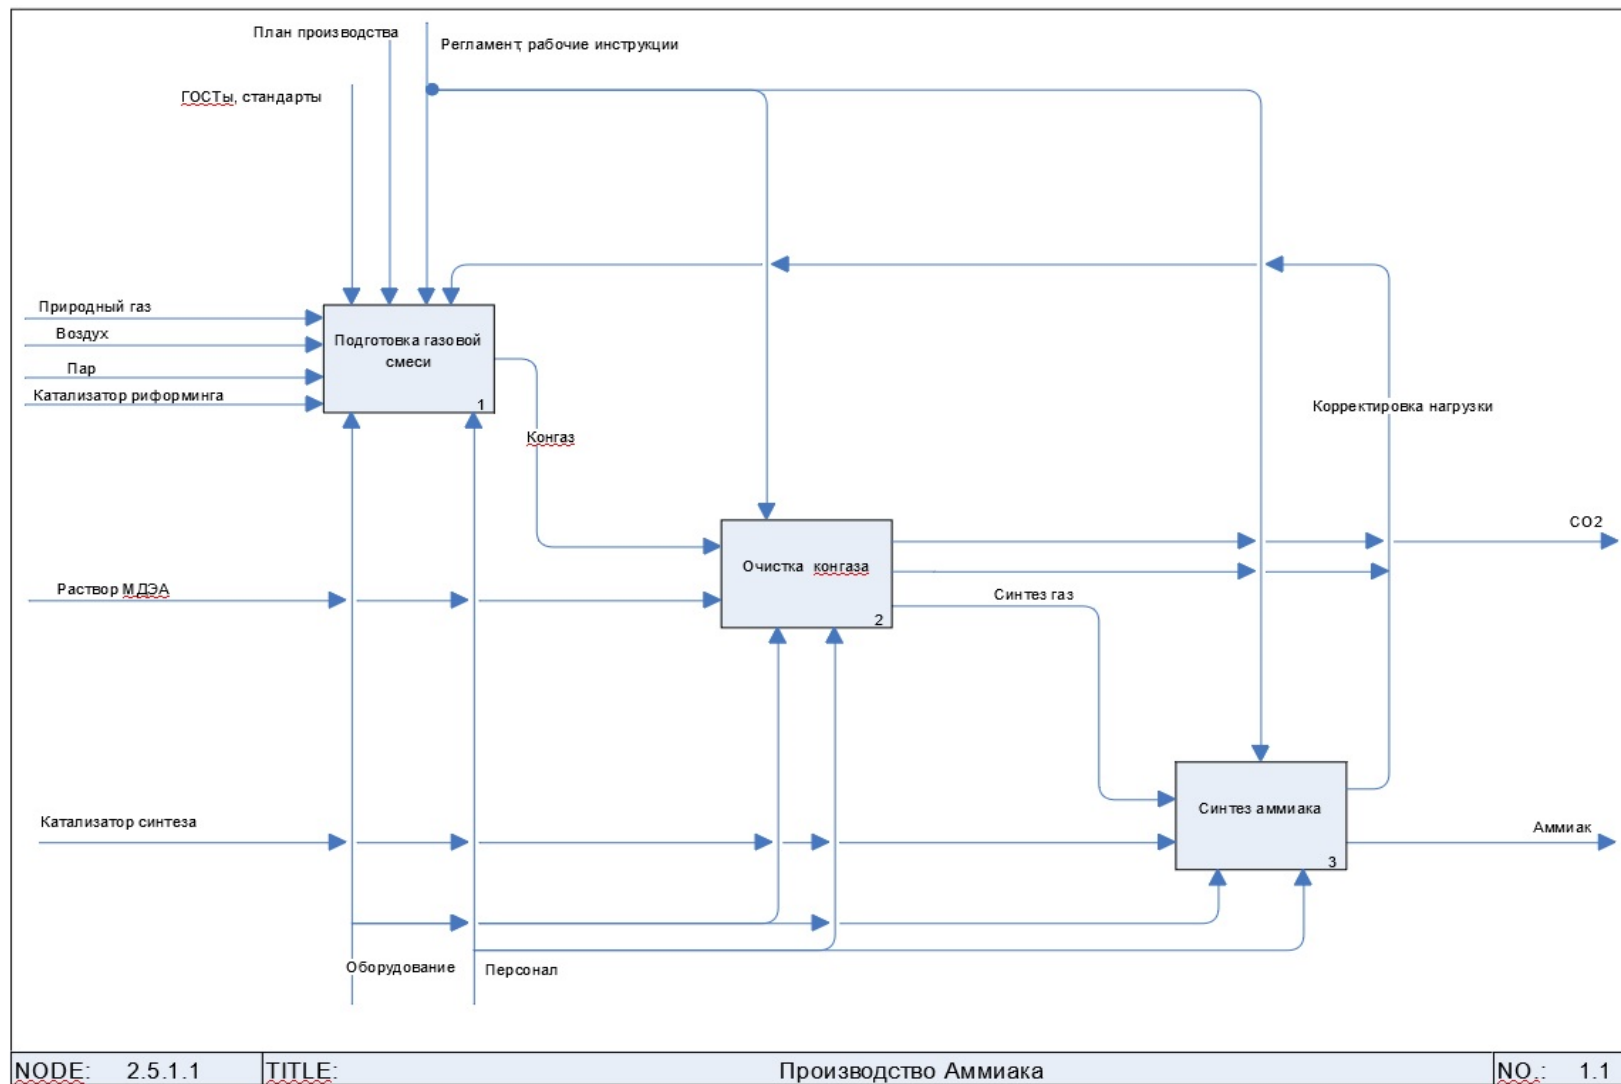 План производства
Регламент, рабочие инструкции
ГОСТы, стандарты
Природный газ
Воздух
Пар
Катализатор риформинга
Подготовка газовой
смеси
1
Корректировка нагрузки
Конгаз
CO2
Очистка конгаза
2
Раствор МДЭА
Синтез газ
Катализатор синтеза
Синтез аммиака
3
Аммиак
Оборудование
Персонал
NODE: 2.5.1.1 TITLE: Производство Аммиака NO.: 1.1